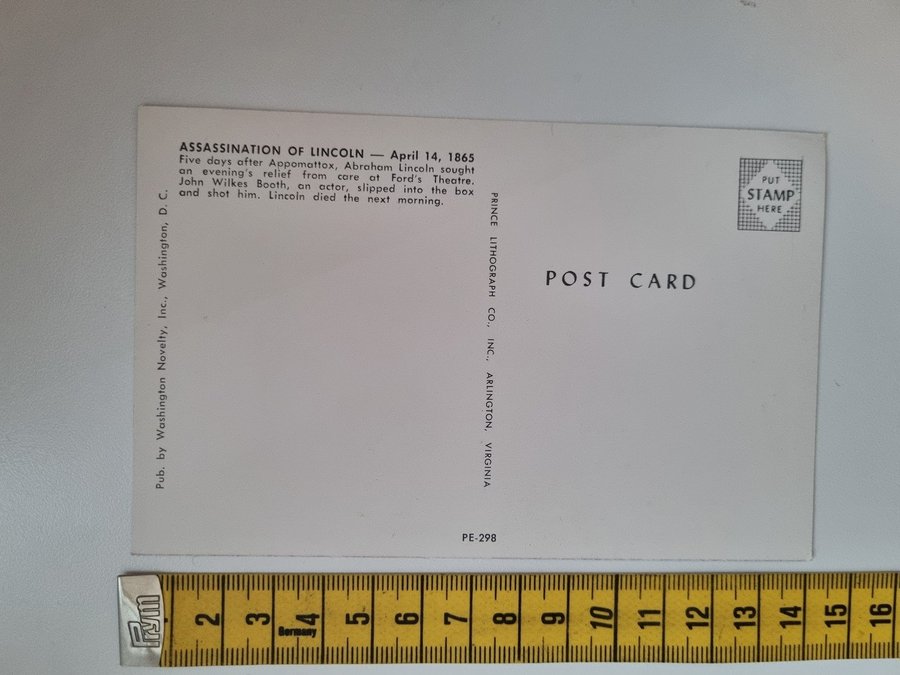 ASSASSINATION OF LINCOLN — April 14, 1865
Five days after Appomattox, Abraham Lincoln sought
an evening's relief from care at Ford's Theatre.
John Wilkes Booth, an actor, slipped into the box
and shot him. Lincoln died the next morning.
Pub. by Washington Novelty, Inc., Washington, D. C.
PRINCE LITHOGRAPH CO., INC., ARLINGTON, VIRGINIA
PUT
STAMP
HERE
POST CARD
PE-298
Prym
2 3 4 5 6 7 8 9 10 11 12 13 14 15 16
Germany